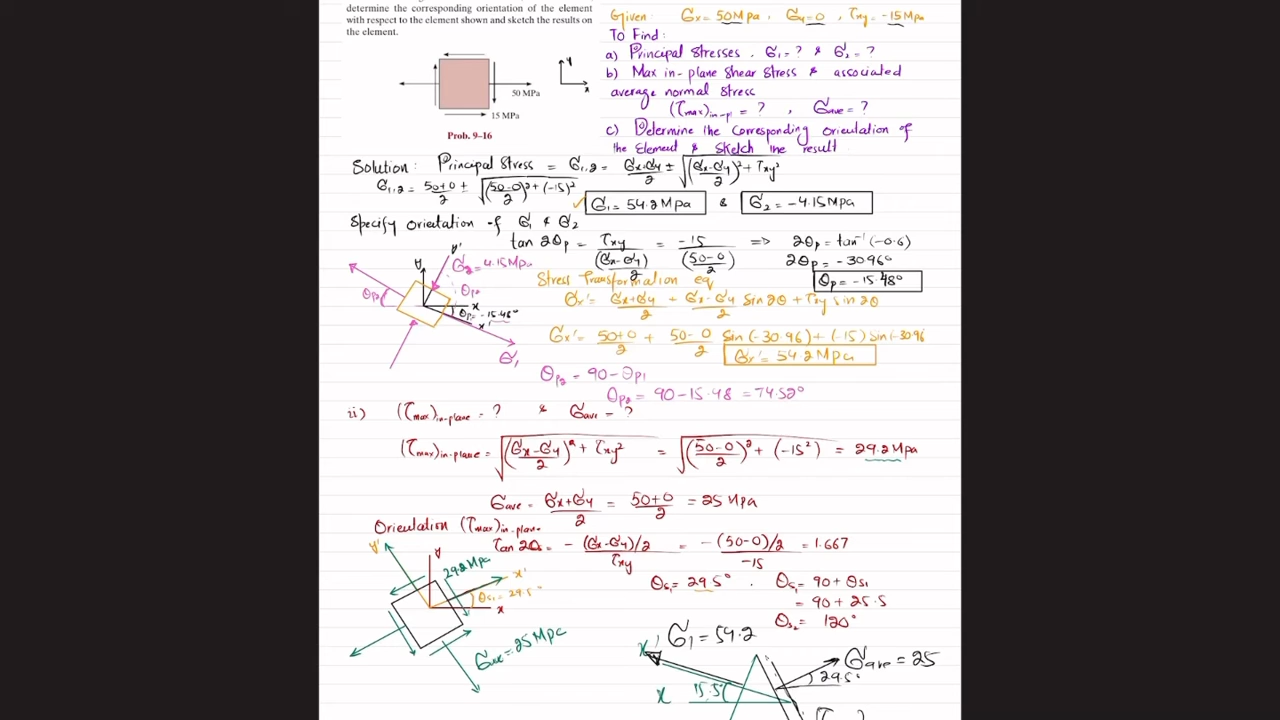 determine the corresponding orientation of the element
with respect to the element shown and sketch the results on
the element.
50 MPa
15 MPa
y
x
Prob. 9–16
Given: σx = 50 MPa, σy = 0, τxy = -15 MPa
To Find:
a) Principal Stresses. σ1 = ? & σ2 = ?
b) Max in-plane Shear Stress & associated
average normal stress
(τmax)in-pl = ? , σave = ?
c) Determine the corresponding orientation of
the Element & Sketch the result
Solution: Principal Stress = σ1,2 = σx+σy/2 ± √(σx-σy/2)² + τxy²
σ1,2 = 50+0/2 ± √(50-0/2)² + (-15)²
σ1 = 54.2 MPa & σ2 = -4.15 MPa
Specify orietation of σ1 & σ2
tan 2θp = τxy/(σx-σy)/2 = -15/(50-0)/2 => 2θp = tan⁻¹(-0.6)
2θp = -30.96°
θp = -15.48°
y'
y
σ2 = 4.15 MPa
θp2
θp2
x
θp = -15.48°
x'
σ1
Stress Transformation eq
σx' = σx+σy/2 + σx-σy/2 Sin 2θ + τxy sin 2θ
σx' = 50+0/2 + 50-0/2 Sin(-30.96) + (-15) sin(-30.96
σx' = 54.2 MPa
θp2 = 90 - θp1
θp2 = 90 - 15.48 = 74.52°
ii) (τmax)in-plane = ? & σave = ?
(τmax)in-plane = √(σx-σy/2)² + τxy² = √(50-0/2)² + (-15²) = 29.2 MPa
σave = σx+σy/2 = 50+0/2 = 25 MPa
Orieulation (τmax)in-plane
tan 2θs = -(σx-σy)/2/τxy = -(50-0)/2/-15 = 1.667
θs1 = 29.5° . θs1 = 90 + θs1
= 90 + 25.5
θs2 = 120°
y'
y
29.2 MPa
x'
θs1 = 29.5°
x
σave = 25 MPa
σ1 = 54.2
x
15.5
σave = 25
29.5°